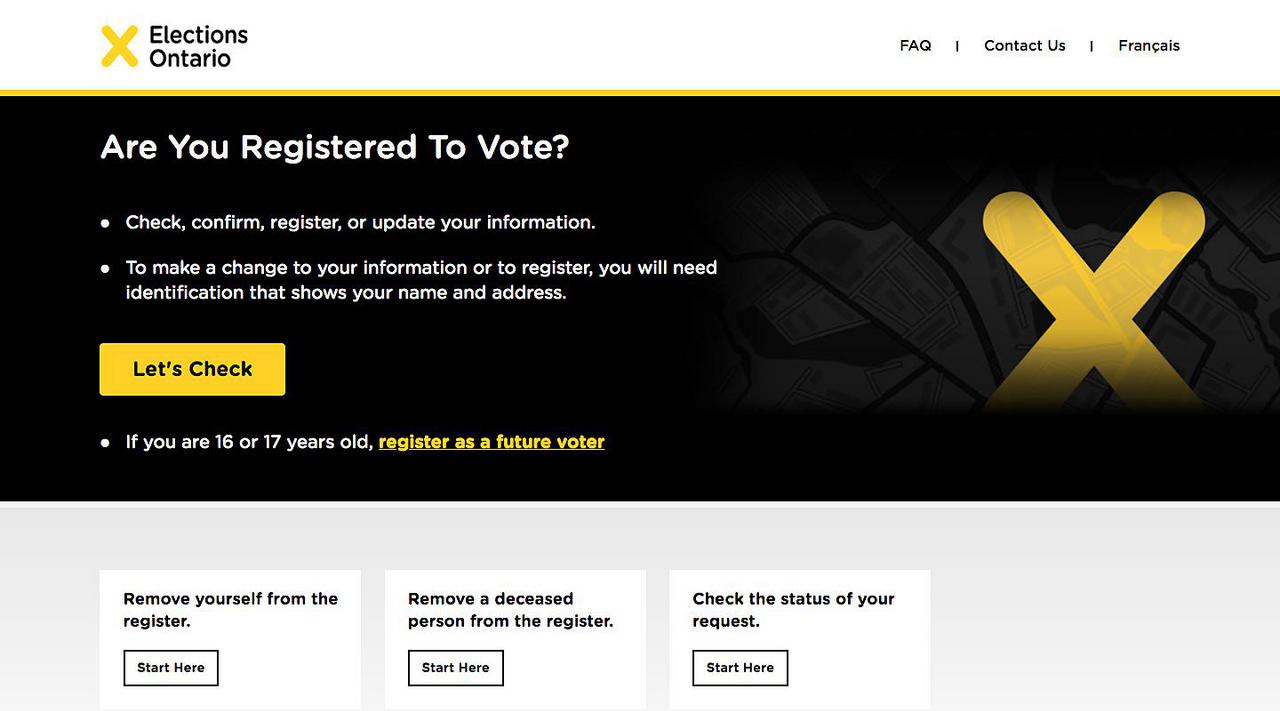 Elections
Ontario
FAQ | Contact Us | Français
Are You Registered To Vote?
● Check, confirm, register, or update your information.
● To make a change to your information or to register, you will need
identification that shows your name and address.
Let's Check
● If you are 16 or 17 years old, register as a future voter
Remove yourself from the
register.
Start Here
Remove a deceased
person from the register.
Start Here
Check the status of your
request.
Start Here